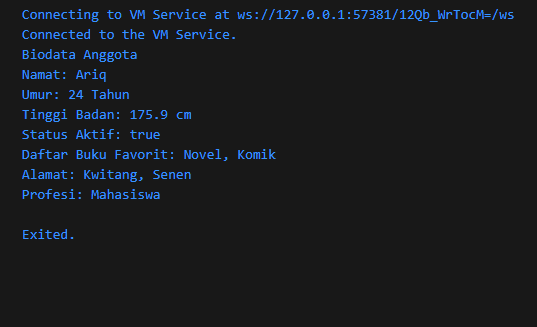 Connecting to VM Service at ws://127.0.0.1:57381/12Qb_WrTocM=/ws
Connected to the VM Service.
Biodata Anggota
Namat: Ariq
Umur: 24 Tahun
Tinggi Badan: 175.9 cm
Status Aktif: true
Daftar Buku Favorit: Novel, Komik
Alamat: Kwitang, Senen
Profesi: Mahasiswa
Exited.